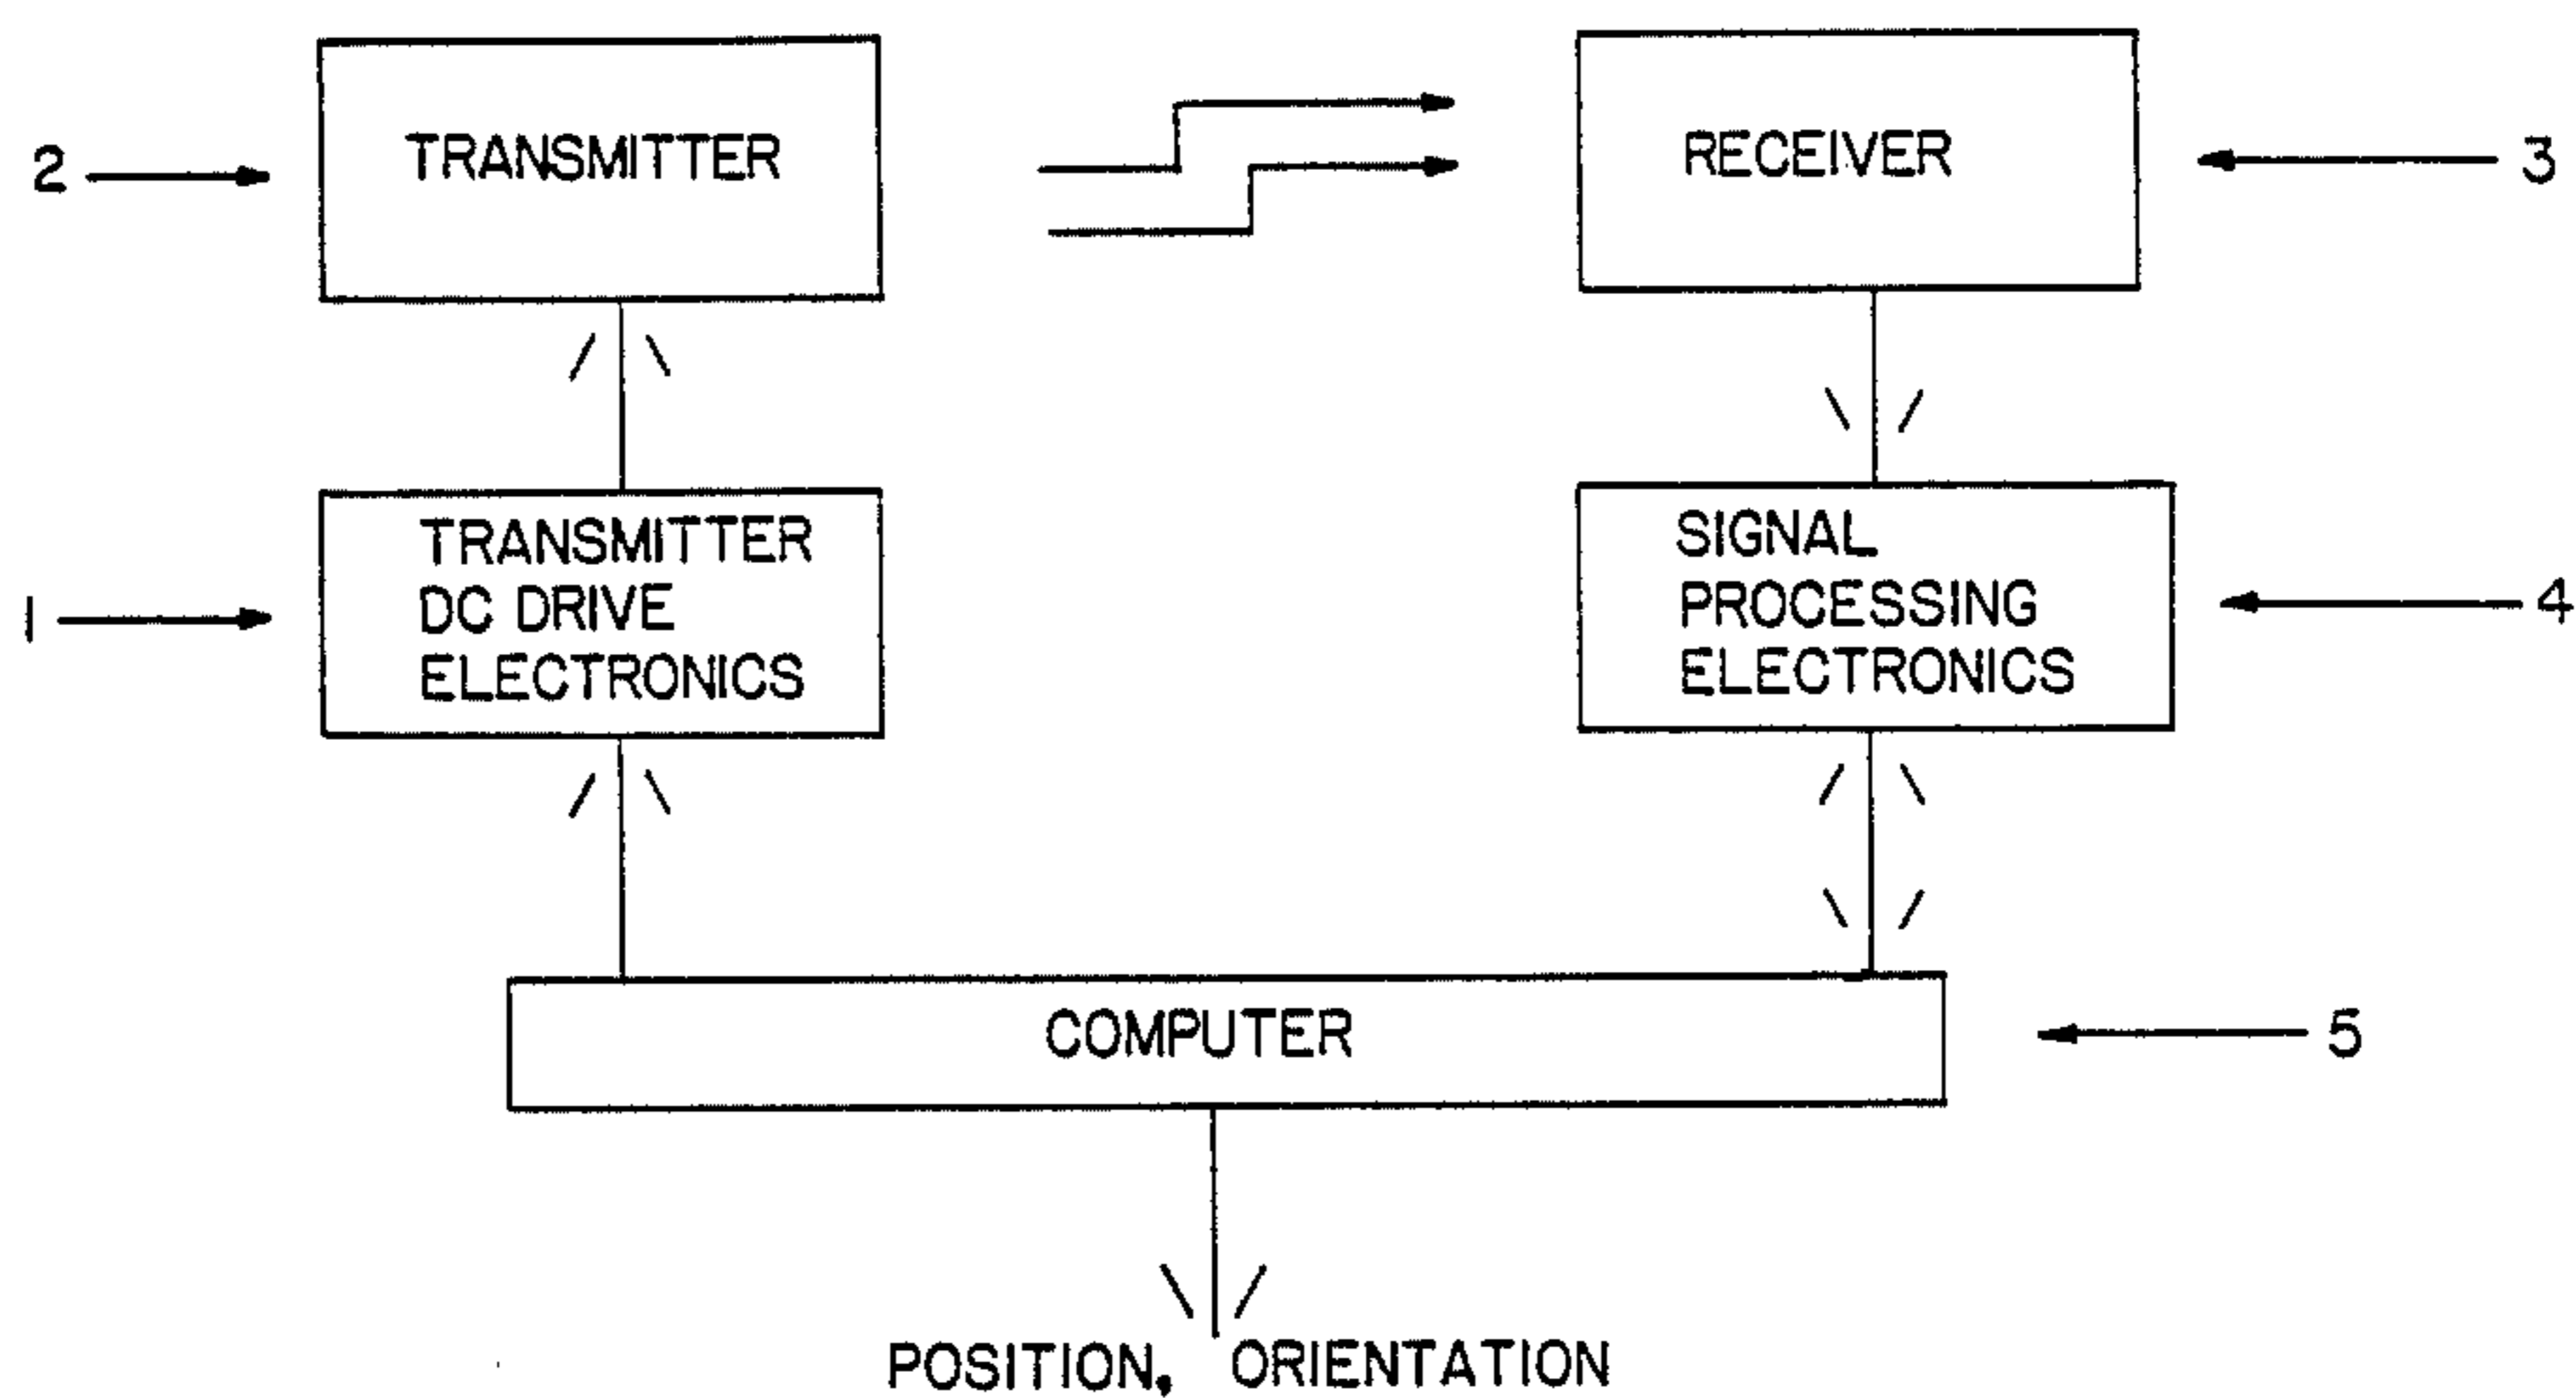 2
TRANSMITTER
RECEIVER
3
1
TRANSMITTER
DC DRIVE
ELECTRONICS
SIGNAL
PROCESSING
ELECTRONICS
4
COMPUTER
5
POSITION, ORIENTATION